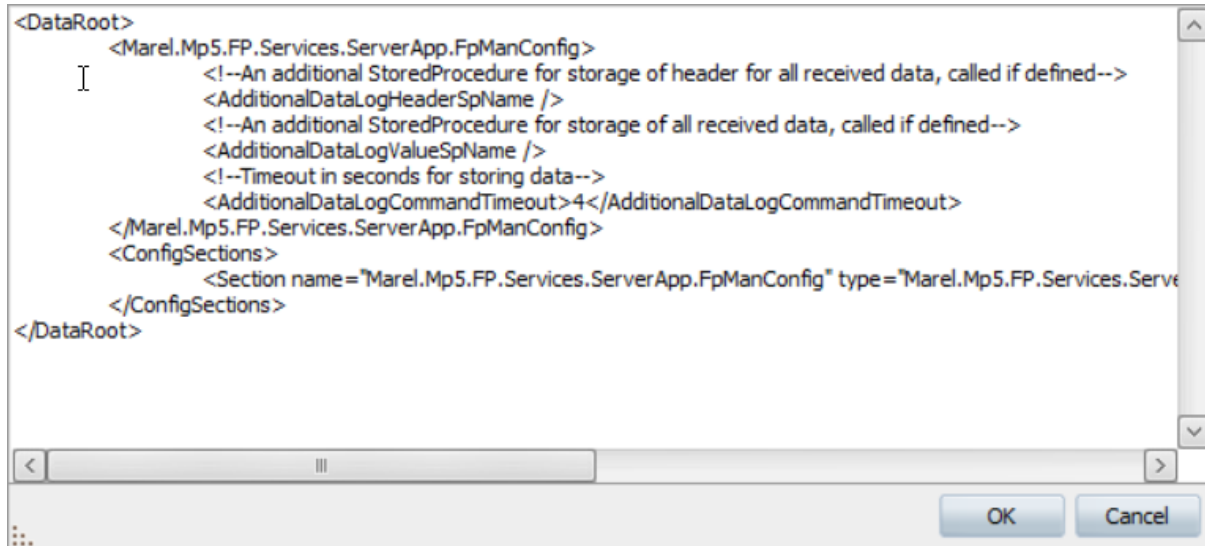 <DataRoot>
<Marel.Mp5.FP.Services.ServerApp.FpManConfig>
<!--An additional StoredProcedure for storage of header for all received data, called if defined-->
<AdditionalDataLogHeaderSpName />
<!--An additional StoredProcedure for storage of all received data, called if defined-->
<AdditionalDataLogValueSpName />
<!--Timeout in seconds for storing data-->
<AdditionalDataLogCommandTimeout>4</AdditionalDataLogCommandTimeout>
</Marel.Mp5.FP.Services.ServerApp.FpManConfig>
<ConfigSections>
<Section name="Marel.Mp5.FP.Services.ServerApp.FpManConfig" type="Marel.Mp5.FP.Services.Serve
</ConfigSections>
</DataRoot>
OK Cancel